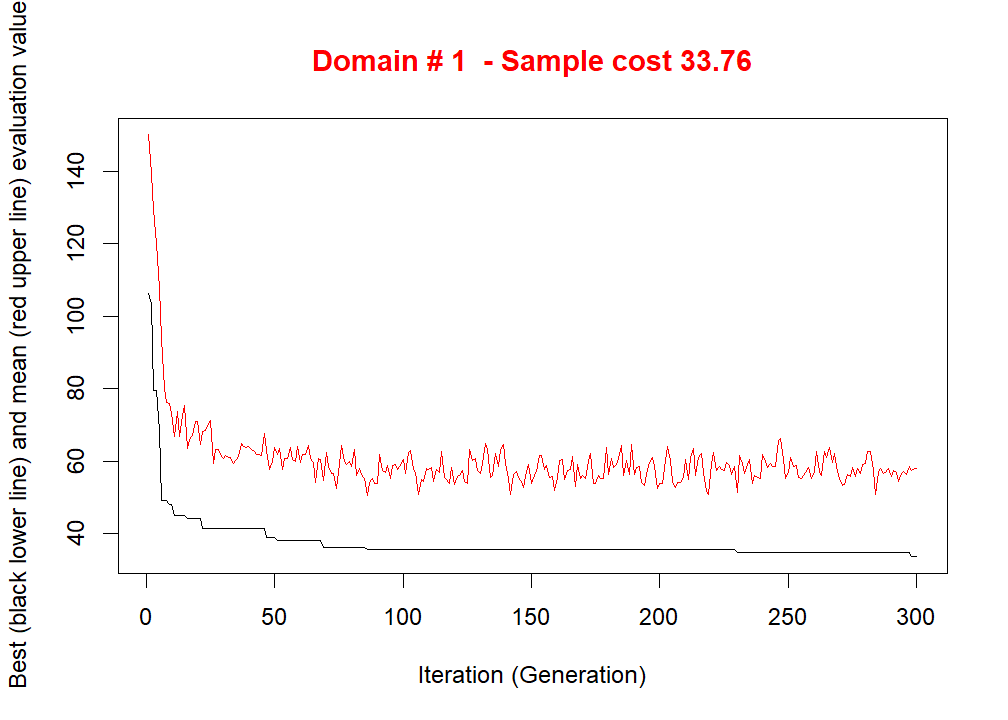 Domain # 1  - Sample cost 33.76
Best (black lower line) and mean (red upper line) evaluation value
140
120
100
80
60
40
0 50 100 150 200 250 300
Iteration (Generation)